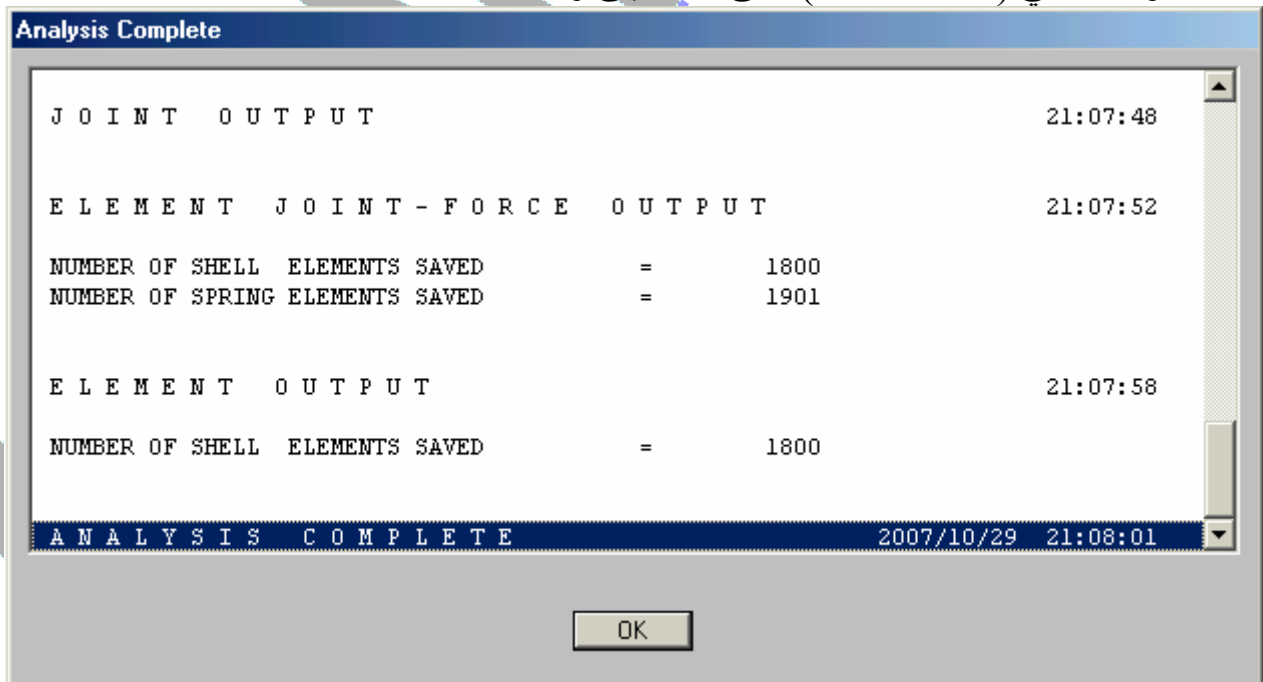 Analysis Complete
J O I N T   O U T P U T   21:07:48
E L E M E N T   J O I N T - F O R C E   O U T P U T   21:07:52
NUMBER OF SHELL ELEMENTS SAVED = 1800
NUMBER OF SPRING ELEMENTS SAVED = 1901
E L E M E N T   O U T P U T   21:07:58
NUMBER OF SHELL ELEMENTS SAVED = 1800
A N A L Y S I S   C O M P L E T E   2007/10/29 21:08:01
OK